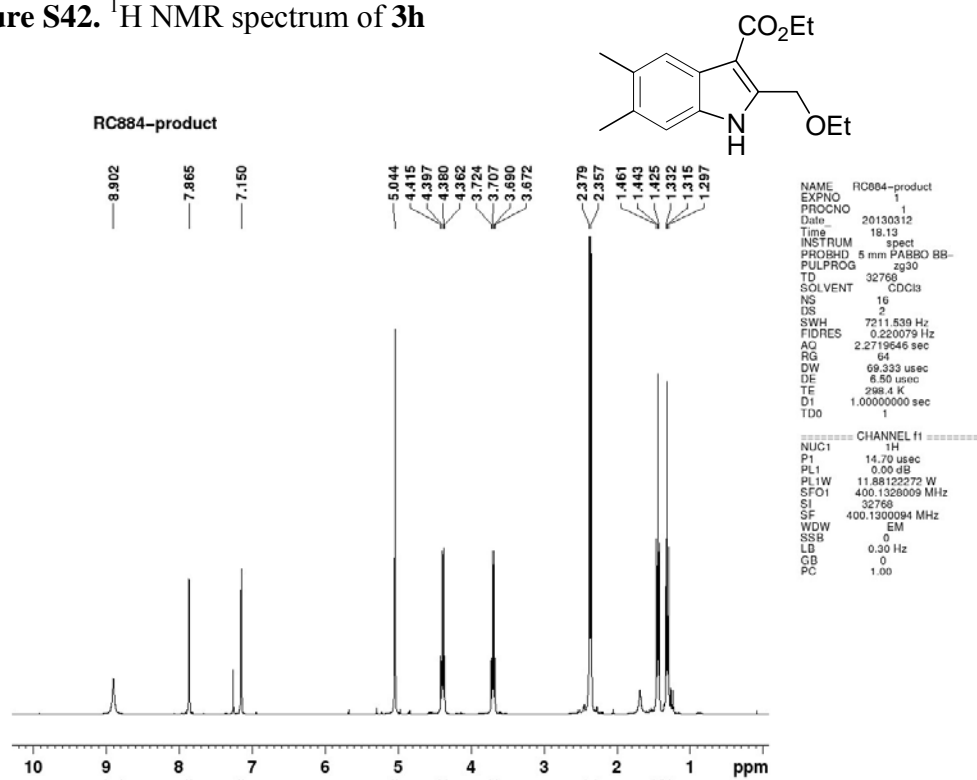 ure S42. ¹H NMR spectrum of 3h
CO₂Et
N
H
OEt
RC884-product
8.902
7.865
7.150
5.044
4.415
4.397
4.380
4.362
3.724
3.707
3.690
3.672
2.379
2.357
1.461
1.443
1.425
1.332
1.315
1.297
NAME RC884-product
EXPNO 1
PROCNO 1
Date_ 20130312
Time 18.13
INSTRUM spect
PROBHD 5 mm PABBO BB-
PULPROG zg30
TD 32768
SOLVENT CDCl3
NS 16
DS 2
SWH 7211.539 Hz
FIDRES 0.220079 Hz
AQ 2.2719646 sec
RG 64
DW 69.333 usec
DE 6.50 usec
TE 298.4 K
D1 1.00000000 sec
TD0 1
======== CHANNEL f1 ========
NUC1 1H
P1 14.70 usec
PL1 0.00 dB
PL1W 11.88122272 W
SFO1 400.1328009 MHz
SI 32768
SF 400.1300094 MHz
WDW EM
SSB 0
LB 0.30 Hz
GB 0
PC 1.00
10 9 8 7 6 5 4 3 2 1 ppm